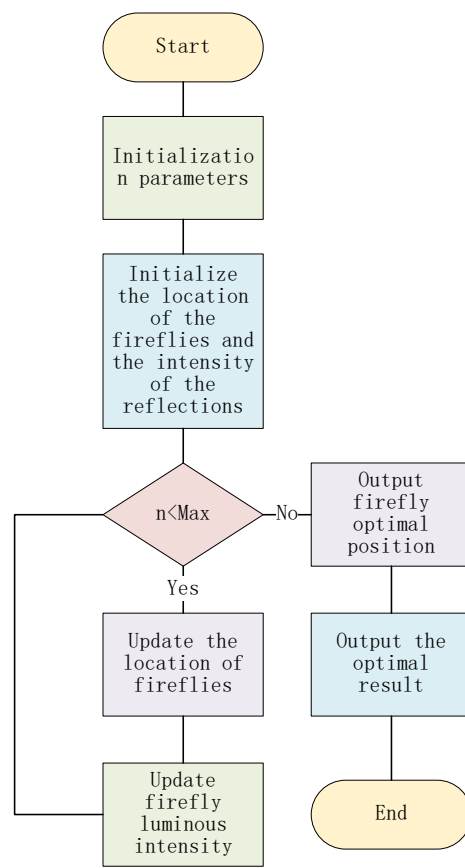 Start
Initializatio
n parameters
Initialize
the location
of the
fireflies and
the intensity
of the
reflections
n<Max
No
Yes
Output
firefly
optimal
position
Update the
location of
fireflies
Output the
optimal
result
Update
firefly
luminous
intensity
End